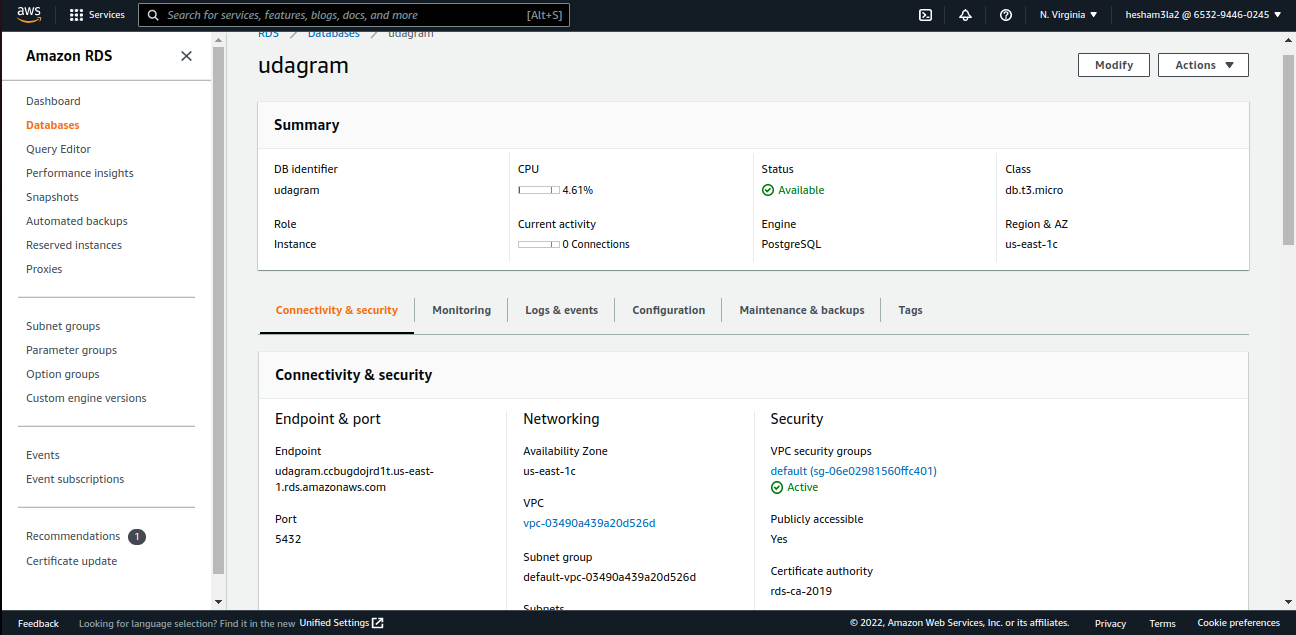 aws
Services
Search for services, features, blogs, docs, and more
[Alt+S]
N. Virginia
hesham3la2 @ 6532-9446-0245
Amazon RDS
Dashboard
Databases
Query Editor
Performance insights
Snapshots
Automated backups
Reserved instances
Proxies
Subnet groups
Parameter groups
Option groups
Custom engine versions
Events
Event subscriptions
Recommendations 1
Certificate update
RDS
Databases
udagram
udagram
Modify
Actions
Summary
DB identifier
udagram
CPU
4.61%
Status
Available
Class
db.t3.micro
Role
Instance
Current activity
0 Connections
Engine
PostgreSQL
Region & AZ
us-east-1c
Connectivity & security
Monitoring
Logs & events
Configuration
Maintenance & backups
Tags
Connectivity & security
Endpoint & port
Endpoint
udagram.ccbugdojrd1t.us-east-
1.rds.amazonaws.com
Port
5432
Networking
Availability Zone
us-east-1c
VPC
vpc-03490a439a20d526d
Subnet group
default-vpc-03490a439a20d526d
Subnets
Security
VPC security groups
default (sg-06e02981560ffc401)
Active
Publicly accessible
Yes
Certificate authority
rds-ca-2019
Feedback
Looking for language selection? Find it in the new Unified Settings
© 2022, Amazon Web Services, Inc. or its affiliates.
Privacy
Terms
Cookie preferences